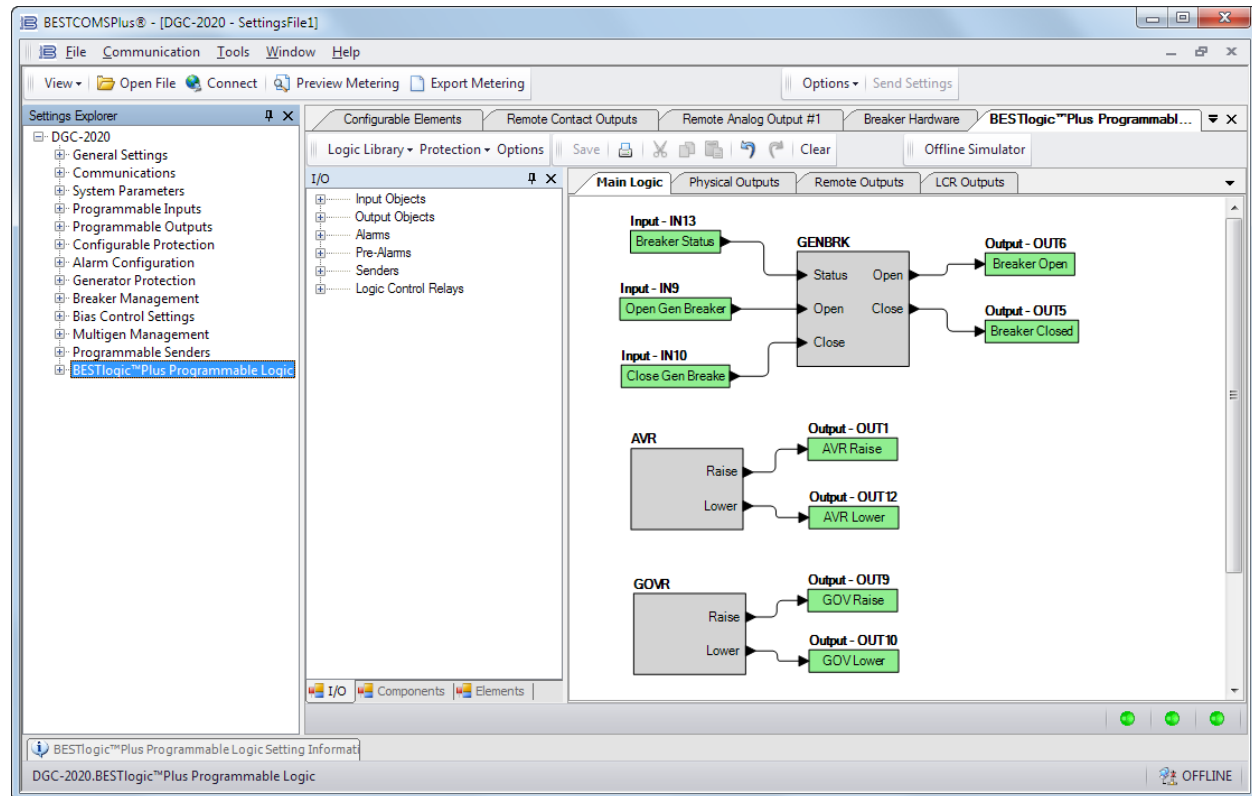 BESTCOMSPlus® - [DGC-2020 - SettingsFile1]
File Communication Tools Window Help
View Open File Connect Preview Metering Export Metering Options Send Settings
Settings Explorer
DGC-2020
General Settings
Communications
System Parameters
Programmable Inputs
Programmable Outputs
Configurable Protection
Alarm Configuration
Generator Protection
Breaker Management
Bias Control Settings
Multigen Management
Programmable Senders
BESTlogic™Plus Programmable Logic
Configurable Elements Remote Contact Outputs Remote Analog Output #1 Breaker Hardware BESTlogic™Plus Programmabl...
Logic Library Protection Options Save Clear Offline Simulator
I/O
Input Objects
Output Objects
Alarms
Pre-Alarms
Senders
Logic Control Relays
I/O Components Elements
Main Logic Physical Outputs Remote Outputs LCR Outputs
Input - IN13
Breaker Status
Input - IN9
Open Gen Breaker
Input - IN10
Close Gen Breake
GENBRK
Status Open
Open Close
Close
Output - OUT6
Breaker Open
Output - OUT5
Breaker Closed
AVR
Raise
Lower
Output - OUT1
AVR Raise
Output - OUT12
AVR Lower
GOVR
Raise
Lower
Output - OUT9
GOV Raise
Output - OUT10
GOV Lower
BESTlogic™Plus Programmable Logic Setting Informati
DGC-2020.BESTlogic™Plus Programmable Logic
OFFLINE